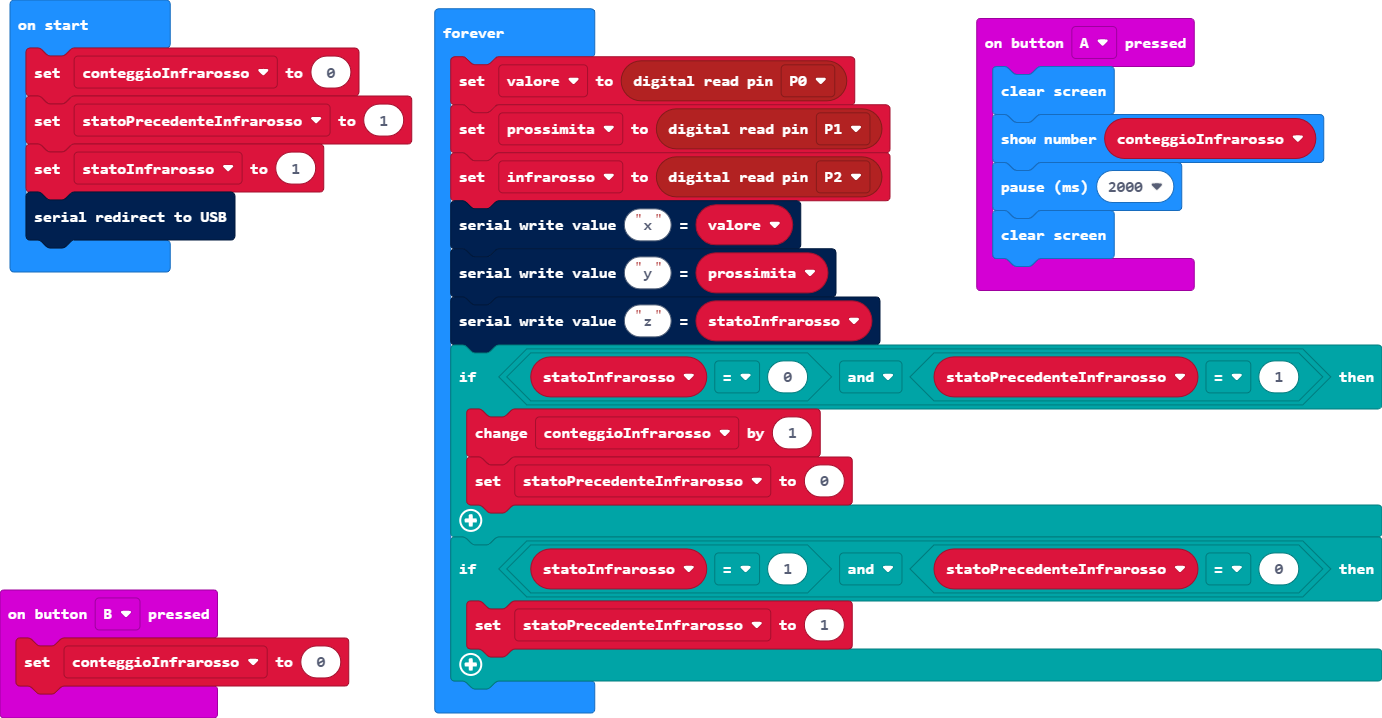 on start
set conteggioInfrarosso to 0
set statoPrecedenteInfrarosso to 1
set statoInfrarosso to 1
serial redirect to USB
forever
set valore to digital read pin P0
set prossimita to digital read pin P1
set infrarosso to digital read pin P2
serial write value "x" = valore
serial write value "y" = prossimita
serial write value "z" = statoInfrarosso
if statoInfrarosso = 0 and statoPrecedenteInfrarosso = 1 then
change conteggioInfrarosso by 1
set statoPrecedenteInfrarosso to 0
if statoInfrarosso = 1 and statoPrecedenteInfrarosso = 0 then
set statoPrecedenteInfrarosso to 1
on button A pressed
clear screen
show number conteggioInfrarosso
pause (ms) 2000
clear screen
on button B pressed
set conteggioInfrarosso to 0